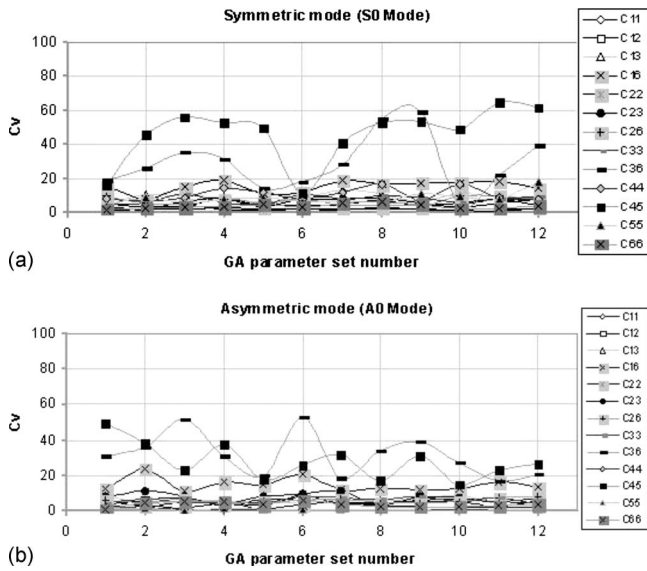 Symmetric mode (S0 Mode)
100
80
60
40
20
0
Cv
0
2
4
6
8
10
12
GA parameter set number
(a)
C11
C12
C13
C16
C22
C23
C26
C33
C36
C44
C45
C55
C66
Asymmetric mode (A0 Mode)
100
80
60
40
20
0
Cv
0
2
4
6
8
10
12
GA parameter set number
(b)
C11
C12
C13
C16
C22
C23
C26
C33
C36
C44
C45
C55
C66